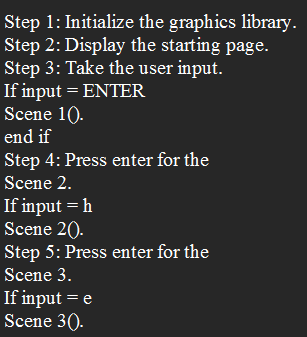 Step 1: Initialize the graphics library.
Step 2: Display the starting page.
Step 3: Take the user input.
If input = ENTER
Scene 1().
end if
Step 4: Press enter for the
Scene 2.
If input = h
Scene 2().
Step 5: Press enter for the
Scene 3.
If input = e
Scene 3().